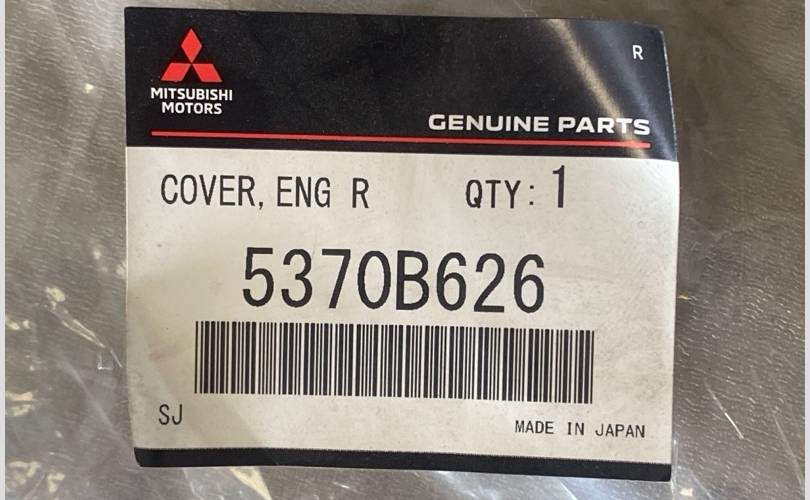 R
MITSUBISHI
MOTORS
GENUINE PARTS
COVER, ENG R QTY: 1
5370B626
SJ
MADE IN JAPAN